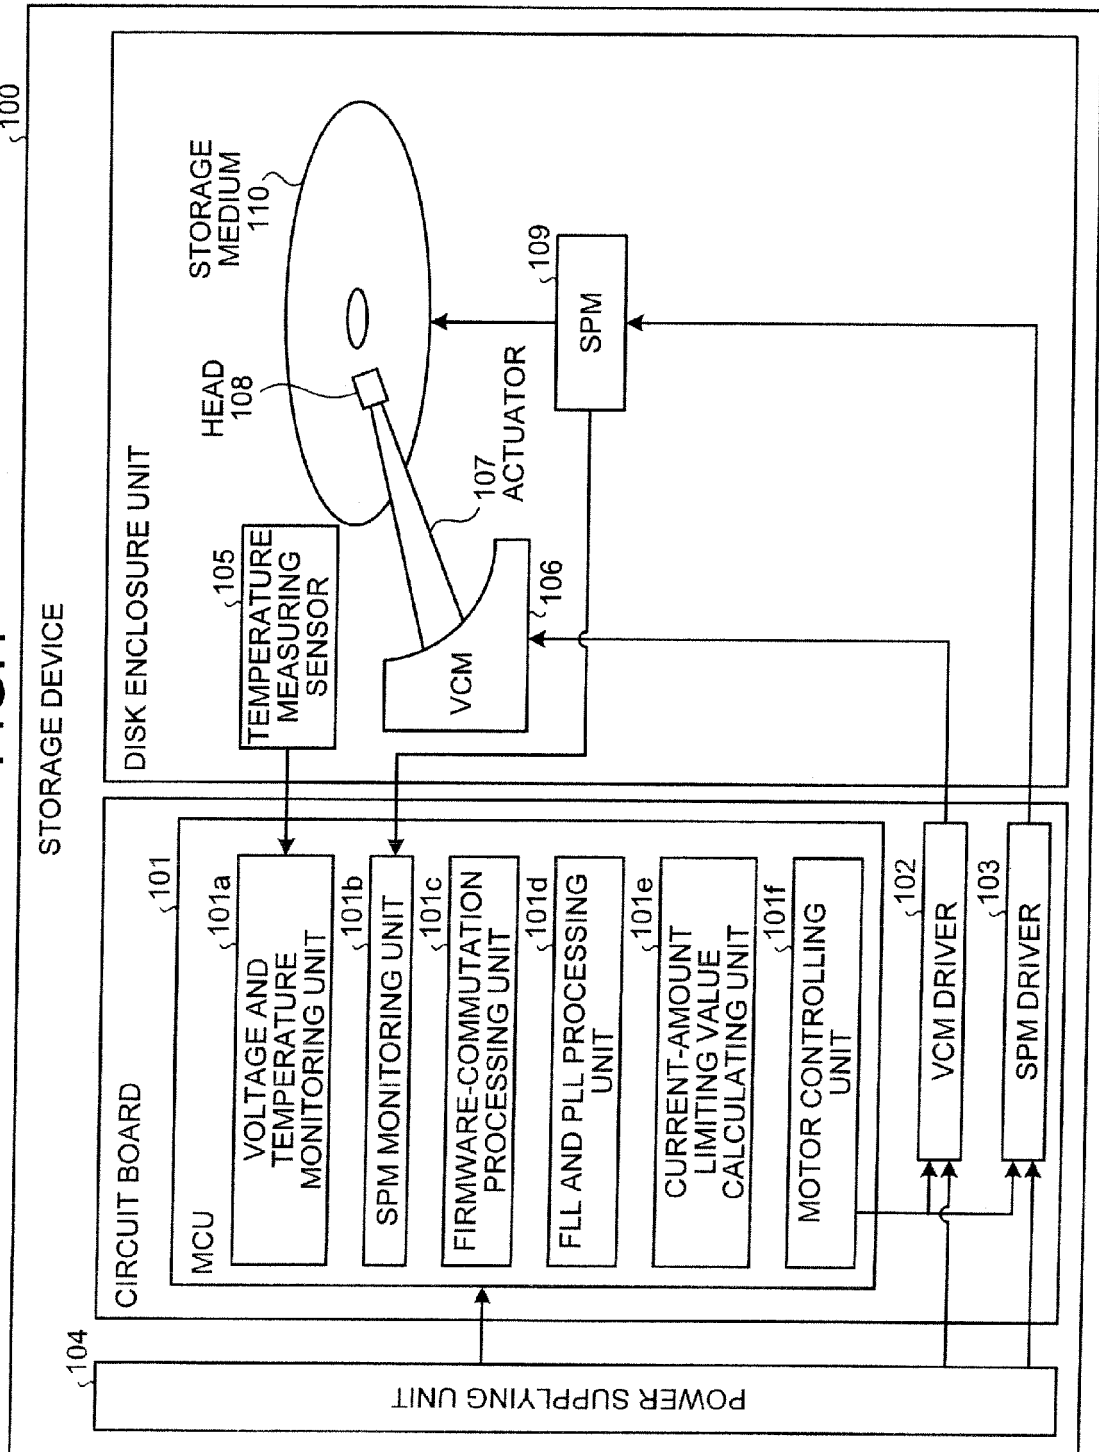 100
STORAGE DEVICE
104
POWER SUPPLYING UNIT
CIRCUIT BOARD
101
MCU
101a
VOLTAGE AND
TEMPERATURE
MONITORING UNIT
101b
SPM MONITORING UNIT
101c
FIRMWARE-COMMUTATION
PROCESSING UNIT
101d
FLL AND PLL PROCESSING
UNIT
101e
CURRENT-AMOUNT
LIMITING VALUE
CALCULATING UNIT
101f
MOTOR CONTROLLING
UNIT
102
VCM DRIVER
103
SPM DRIVER
DISK ENCLOSURE UNIT
105
TEMPERATURE
MEASURING
SENSOR
HEAD
108
STORAGE
MEDIUM
110
VCM
106
107
ACTUATOR
109
SPM